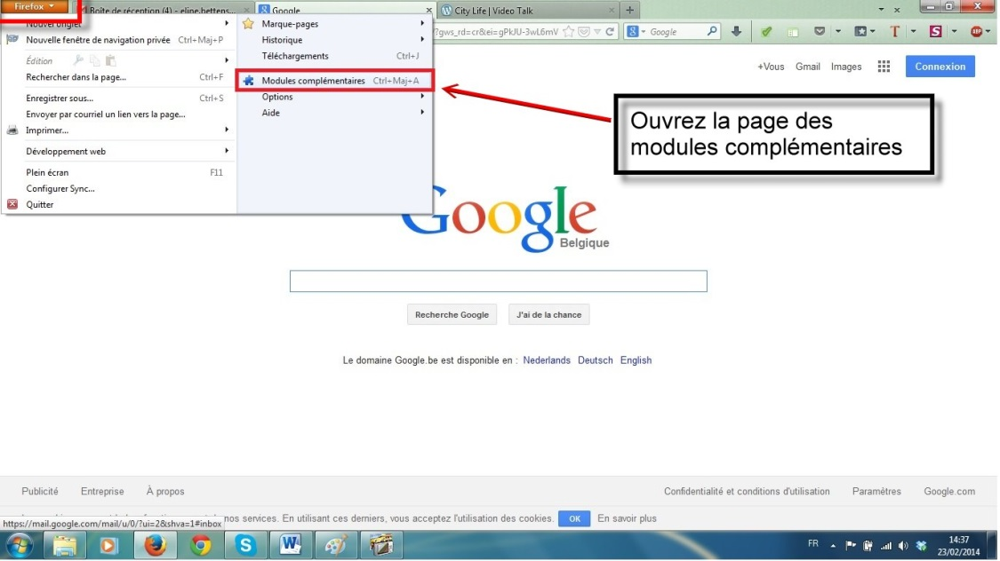 Firefox
Boîte de réception (4) - eline.bettens...
Google
City Life | Video Talk
?gws_rd=cr&ei=gPkJU-3wL6mV
Google
Nouvel onglet
Nouvelle fenêtre de navigation privée Ctrl+Maj+P
Édition
Rechercher dans la page... Ctrl+F
Enregistrer sous... Ctrl+S
Envoyer par courriel un lien vers la page...
Imprimer...
Développement web
Plein écran F11
Configurer Sync...
Quitter
Marque-pages
Historique
Téléchargements Ctrl+J
Modules complémentaires Ctrl+Maj+A
Options
Aide
+Vous Gmail Images Connexion
Ouvrez la page des
modules complémentaires
Google
Belgique
Recherche Google J'ai de la chance
Le domaine Google.be est disponible en : Nederlands Deutsch English
Publicité Entreprise À propos Confidentialité et conditions d'utilisation Paramètres Google.com
nos services. En utilisant ces derniers, vous acceptez l'utilisation des cookies. OK En savoir plus
https://mail.google.com/mail/u/0/?ui=2&shva=1#inbox
FR 14:37
23/02/2014